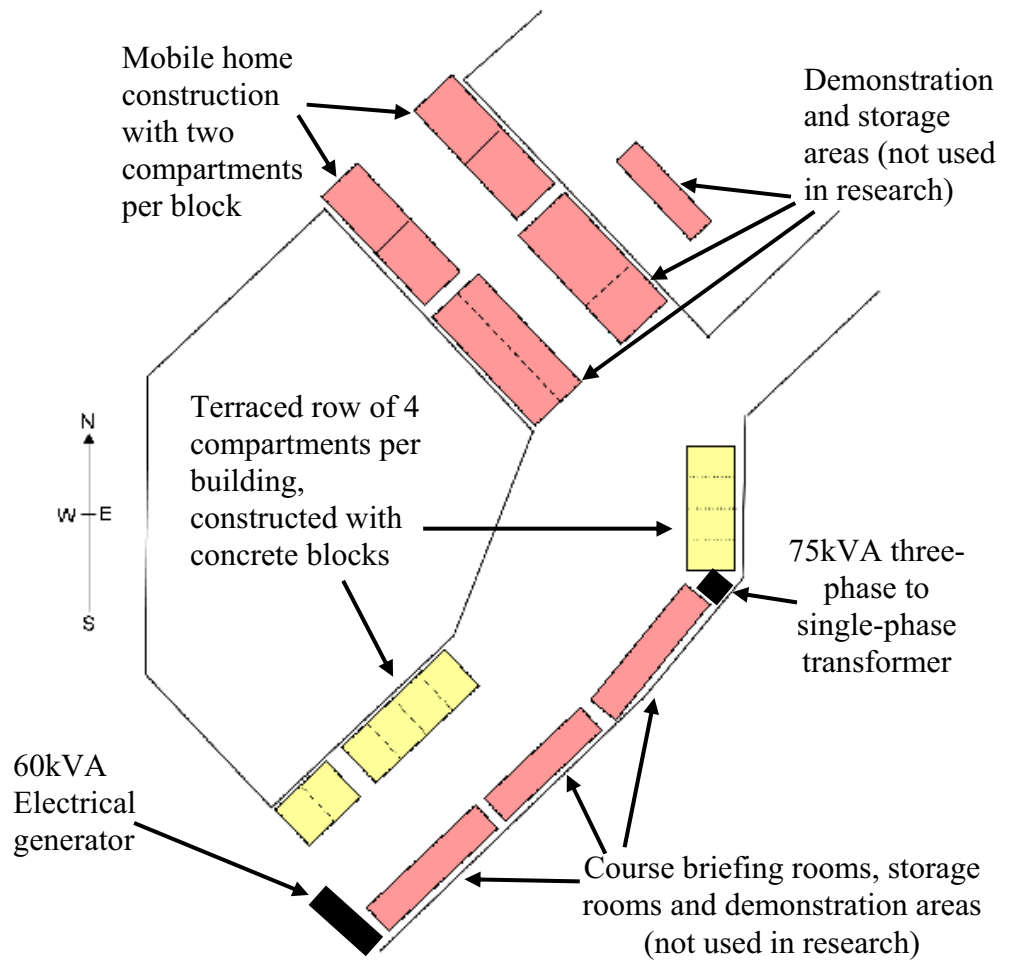 Mobile home
construction
with two
compartments
per block
Demonstration
and storage
areas (not used
in research)
Terraced row of 4
compartments per
building,
constructed with
concrete blocks
N
W
E
S
75kVA three-
phase to
single-phase
transformer
60kVA
Electrical
generator
Course briefing rooms, storage
rooms and demonstration areas
(not used in research)